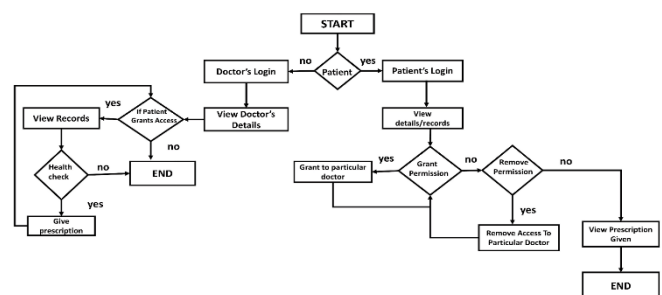 START
no
yes
Doctor's Login
Patient
Patient's Login
yes
If Patient
Grants Access
View Records
View Doctor's
Details
View
details/records
no
Health
check
no
END
yes
Give
prescription
Grant to particular
doctor
yes
Grant
Permission
no
Remove
Permission
no
yes
Remove Access To
Particular Doctor
View Prescription
Given
END